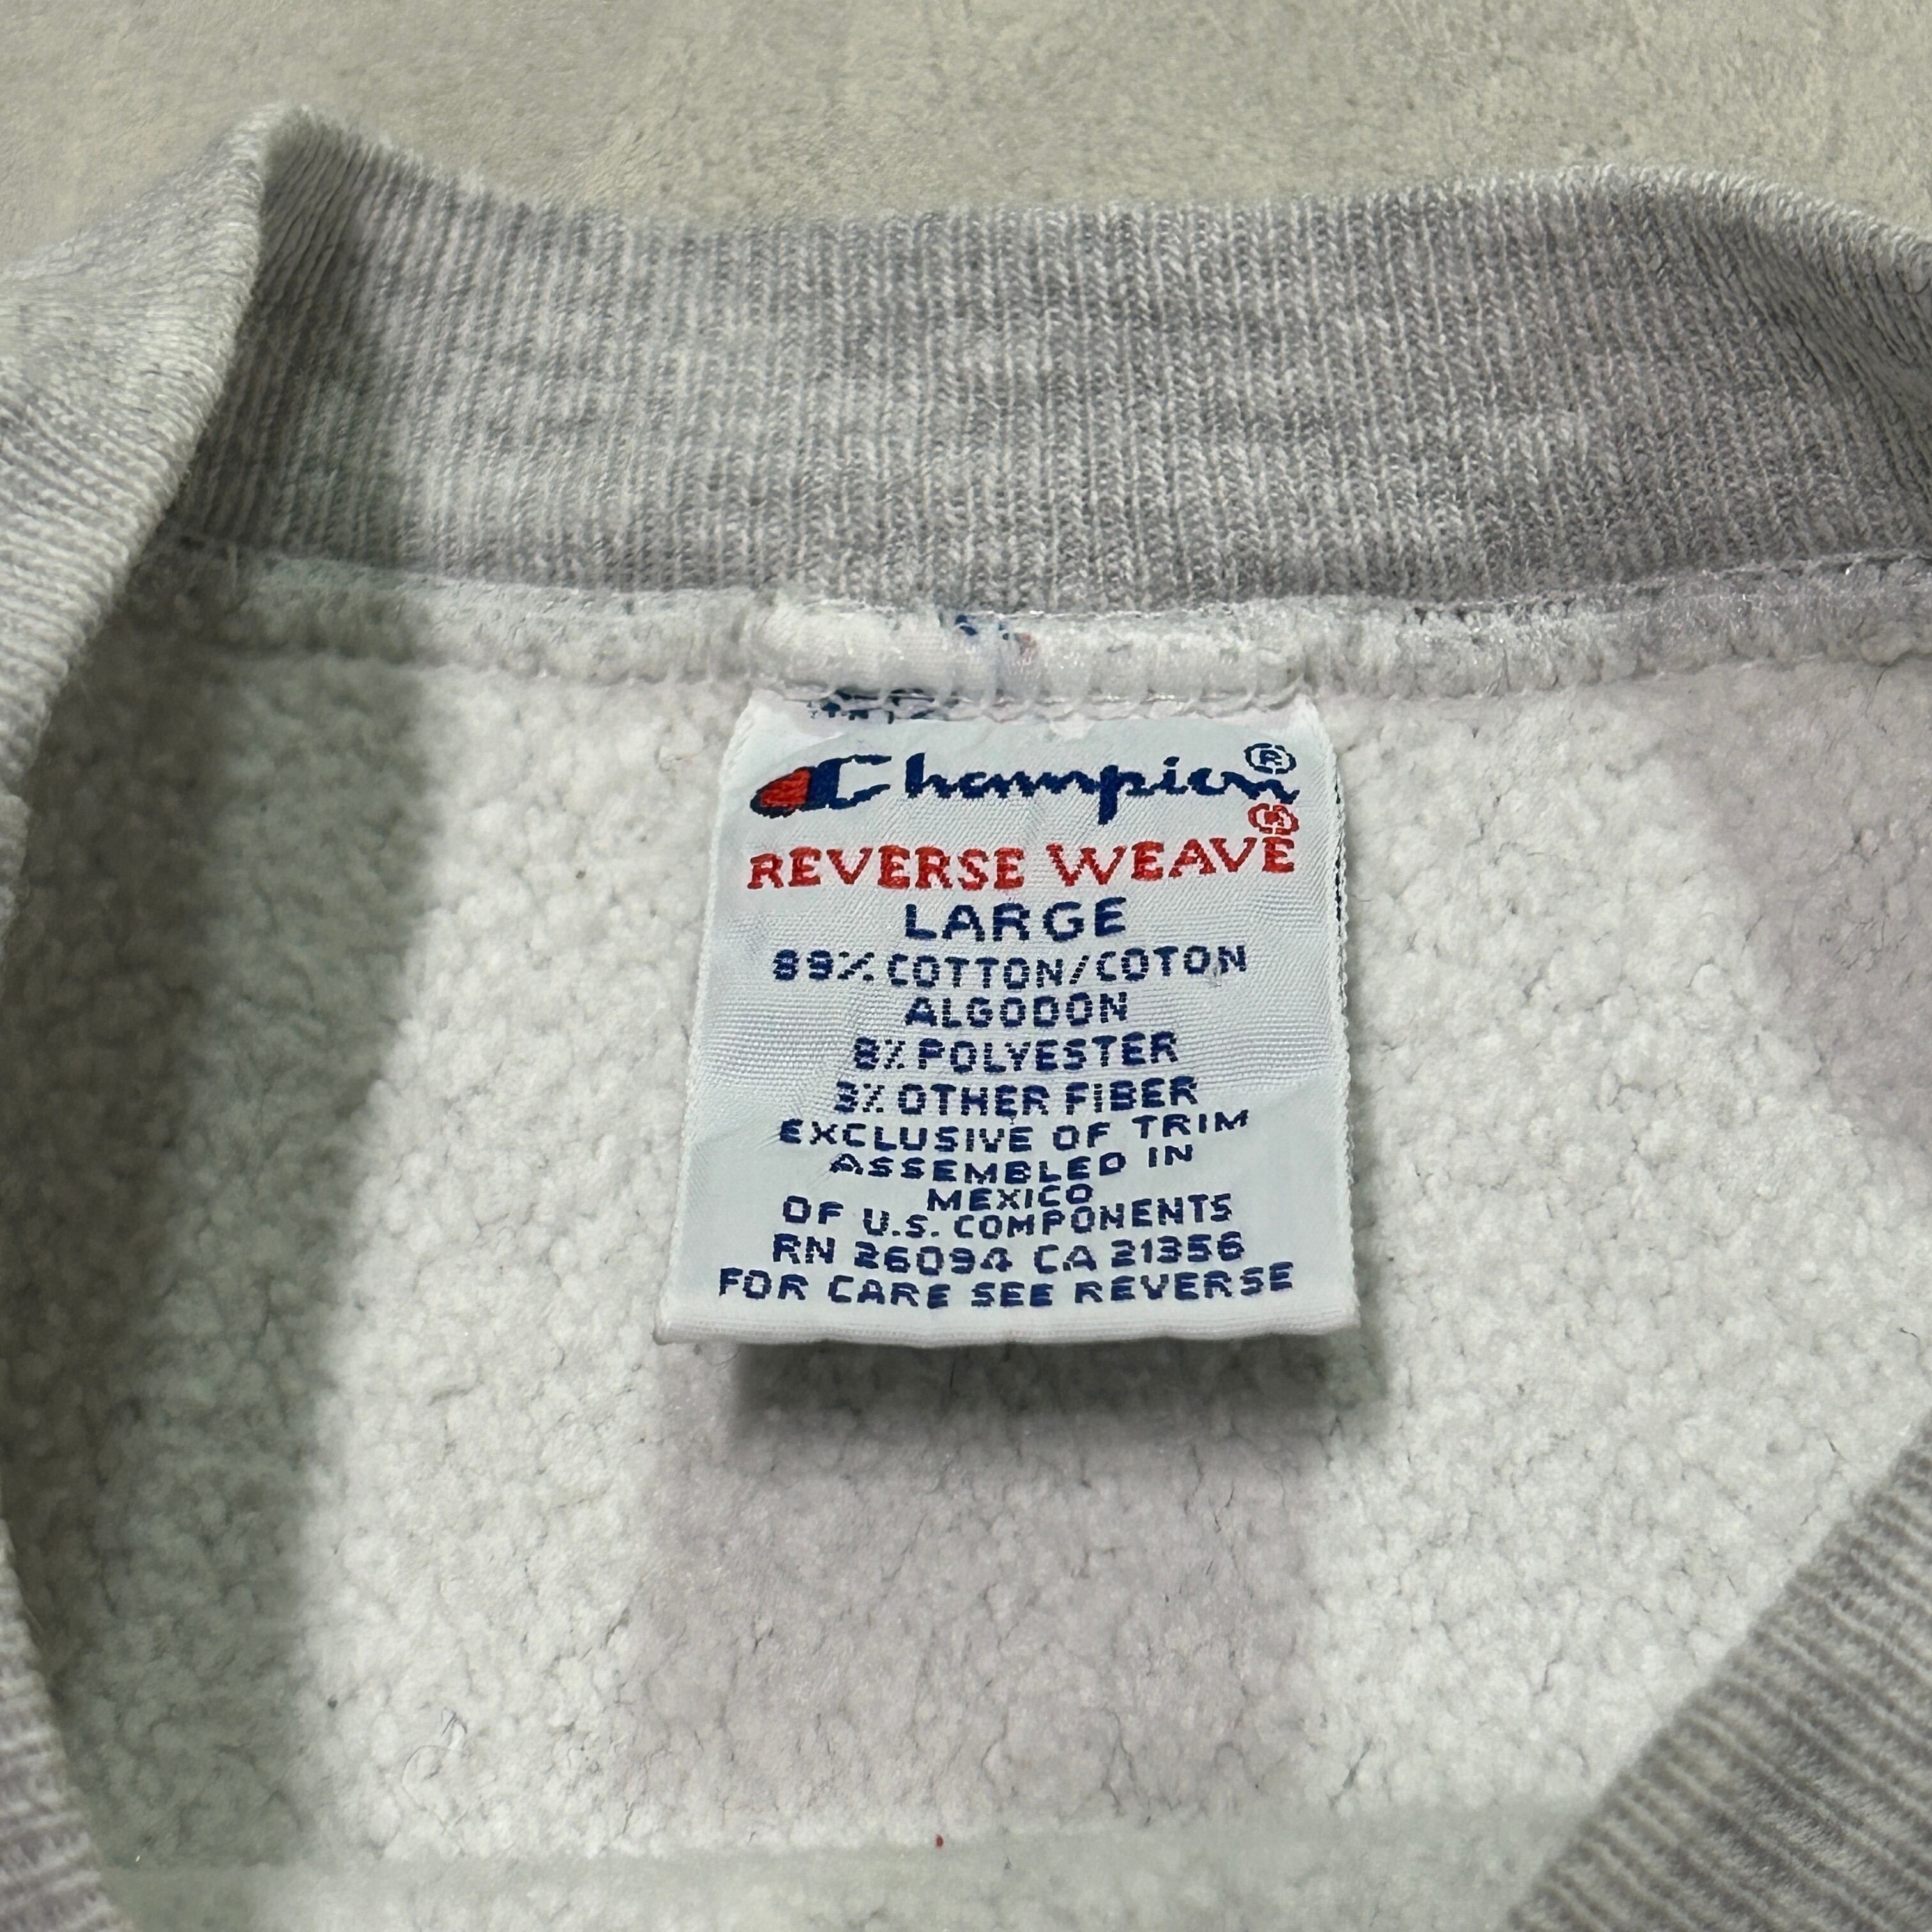 Champion®
REVERSE WEAVE®
LARGE
89% COTTON/COTON
ALGODON
8% POLYESTER
3% OTHER FIBER
EXCLUSIVE OF TRIM
ASSEMBLED IN
MEXICO
OF U.S. COMPONENTS
RN 26094 CA 21356
FOR CARE SEE REVERSE